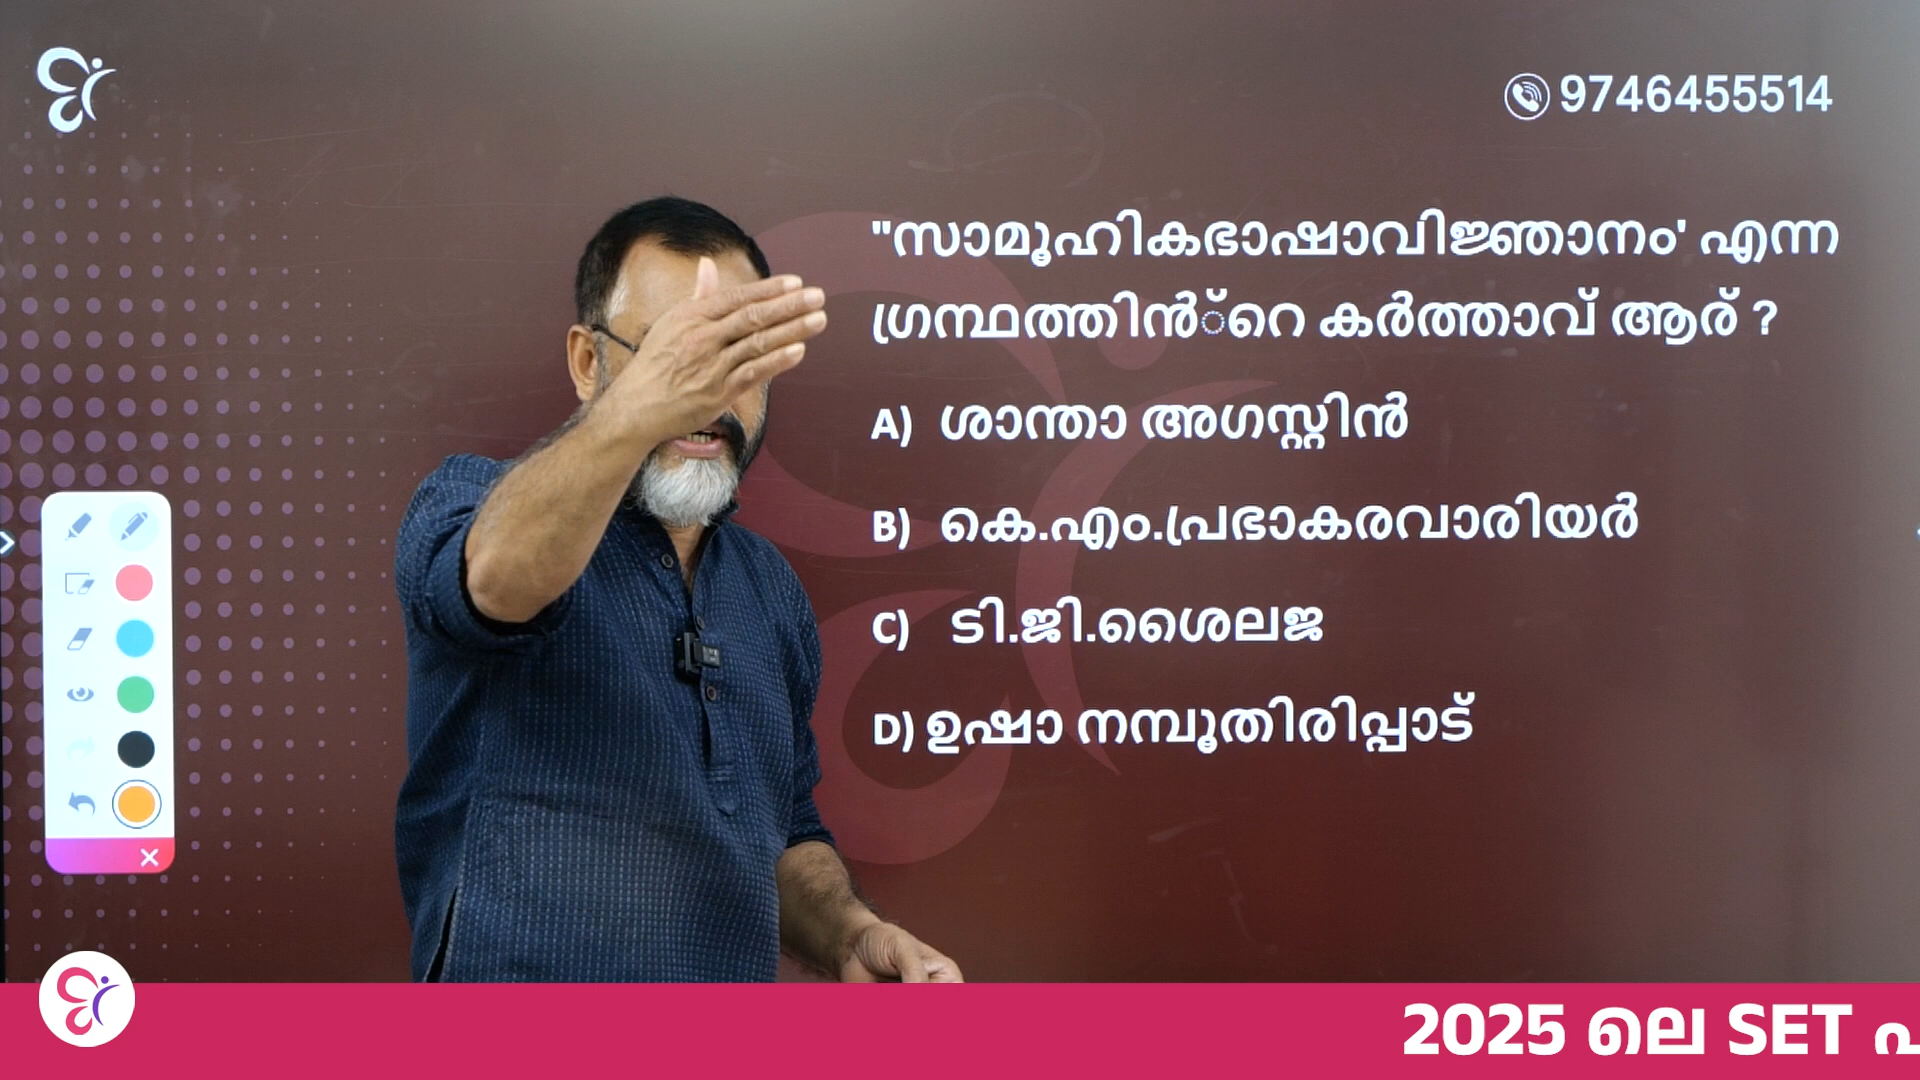 9746455514
"സാമൂഹികഭാഷാവിജ്ഞാനം' എന്ന
ഗ്രന്ഥത്തിൻ്റെ കർത്താവ് ആര് ?
A) ശാന്താ അഗസ്റ്റിൻ
B) കെ.എം.പ്രഭാകരവാരിയർ
C) ടി.ജി.ശൈലജ
D) ഉഷാ നമ്പൂതിരിപ്പാട്
2025 ലെ SET